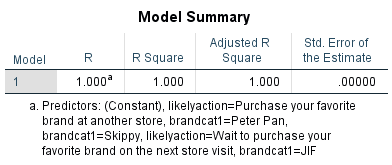 Model Summary
Model R R Square Adjusted R Square Std. Error of the Estimate
1 1.000a 1.000 1.000 .00000
a. Predictors: (Constant), likelyaction=Purchase your favorite
brand at another store, brandcat1=Peter Pan,
brandcat1=Skippy, likelyaction=Wait to purchase your
favorite brand on the next store visit, brandcat1=JIF